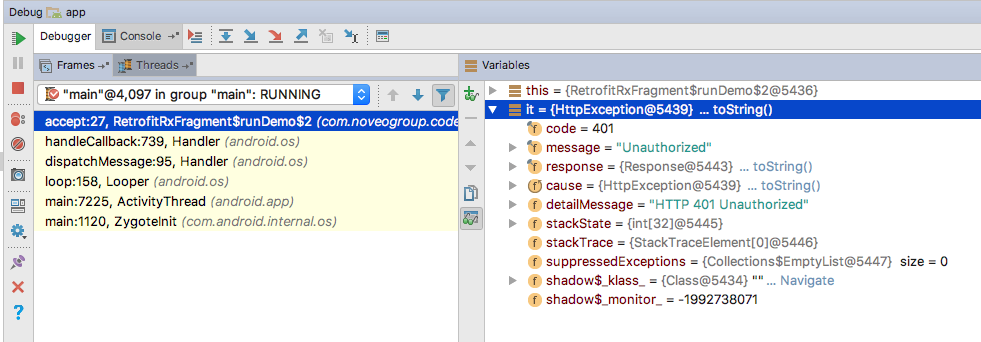 Debug app
Debugger Console →*
Frames →* Threads →*
"main"@4,097 in group "main": RUNNING
accept:27, RetrofitRxFragment$runDemo$2 (com.noveogroup.code
handleCallback:739, Handler (android.os)
dispatchMessage:95, Handler (android.os)
loop:158, Looper (android.os)
main:7225, ActivityThread (android.app)
main:1120, ZygoteInit (com.android.internal.os)
Variables
this = {RetrofitRxFragment$runDemo$2@5436}
it = {HttpException@5439} ... toString()
code = 401
message = "Unauthorized"
response = {Response@5443} ... toString()
cause = {HttpException@5439} ... toString()
detailMessage = "HTTP 401 Unauthorized"
stackState = {int[32]@5445}
stackTrace = {StackTraceElement[0]@5446}
suppressedExceptions = {Collections$EmptyList@5447} size = 0
shadow$_klass_ = {Class@5434} "" ... Navigate
shadow$_monitor_ = -1992738071